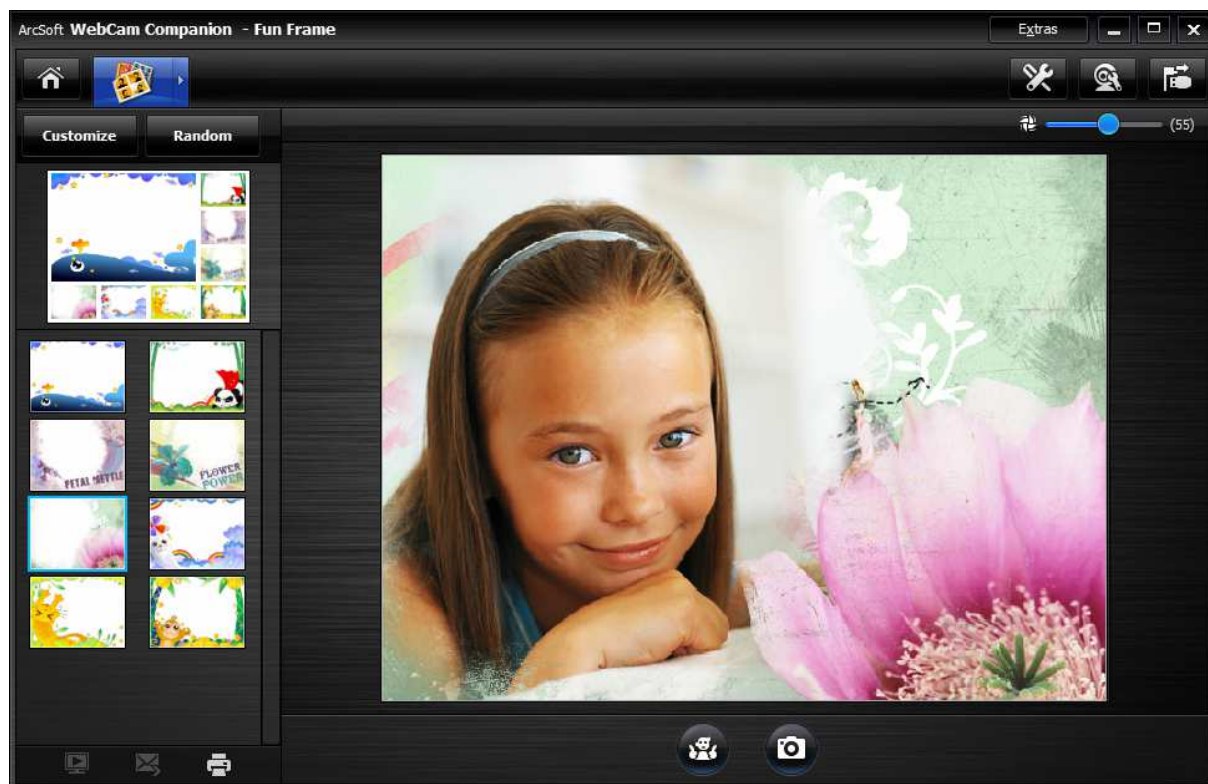 ArcSoft WebCam Companion - Fun Frame
Extras
Customize
Random
(55)
PETAL METTLE
FLOWER
POWER